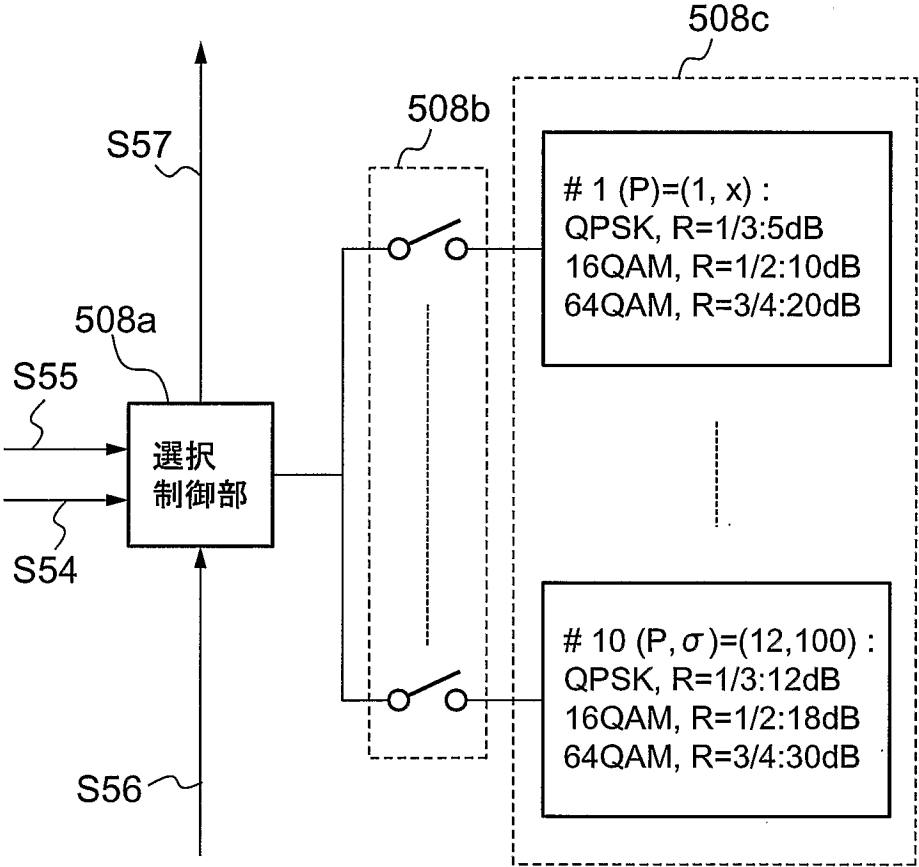 508c
508b
S57
# 1 (P)=(1, x) :
QPSK, R=1/3:5dB
16QAM, R=1/2:10dB
64QAM, R=3/4:20dB
508a
S55
選択
制御部
S54
# 10 (P, σ)=(12,100) :
QPSK, R=1/3:12dB
16QAM, R=1/2:18dB
64QAM, R=3/4:30dB
S56